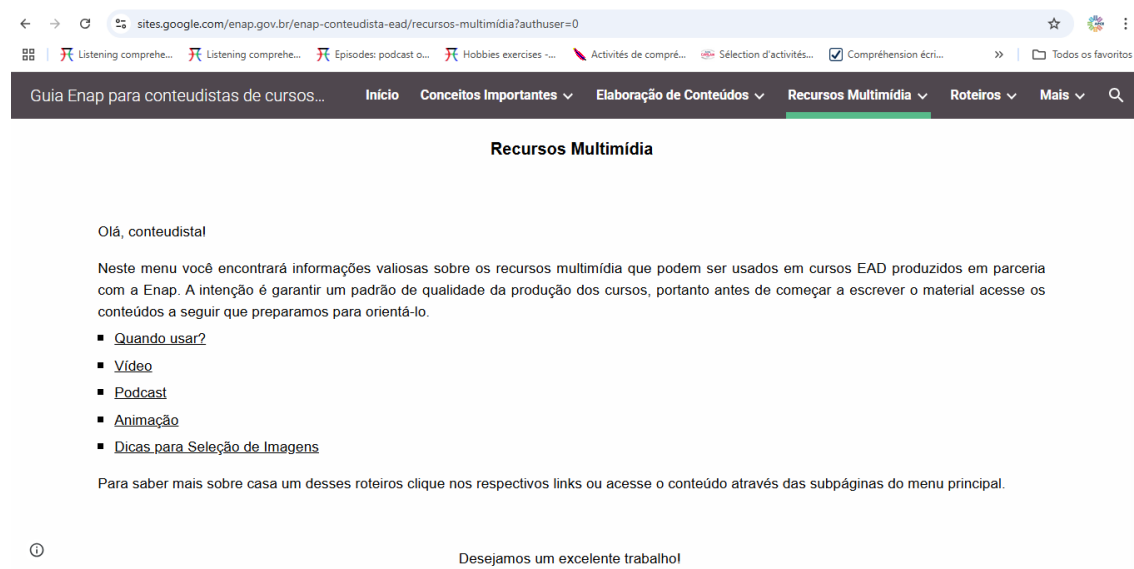 sites.google.com/enap.gov.br/enap-conteudista-ead/recursos-multimídia?authuser=0
Listening comprehe... Listening comprehe... Episodes: podcast o... Hobbies exercises -... Activités de compré... Sélection d'activités... Compréhension écri... » Todos os favoritos
Guia Enap para conteudistas de cursos... Início Conceitos Importantes Elaboração de Conteúdos Recursos Multimídia Roteiros Mais
Recursos Multimídia
Olá, conteudista!
Neste menu você encontrará informações valiosas sobre os recursos multimídia que podem ser usados em cursos EAD produzidos em parceria
com a Enap. A intenção é garantir um padrão de qualidade da produção dos cursos, portanto antes de começar a escrever o material acesse os
conteúdos a seguir que preparamos para orientá-lo.
Quando usar?
Vídeo
Podcast
Animação
Dicas para Seleção de Imagens
Para saber mais sobre casa um desses roteiros clique nos respectivos links ou acesse o conteúdo através das subpáginas do menu principal.
Desejamos um excelente trabalho!